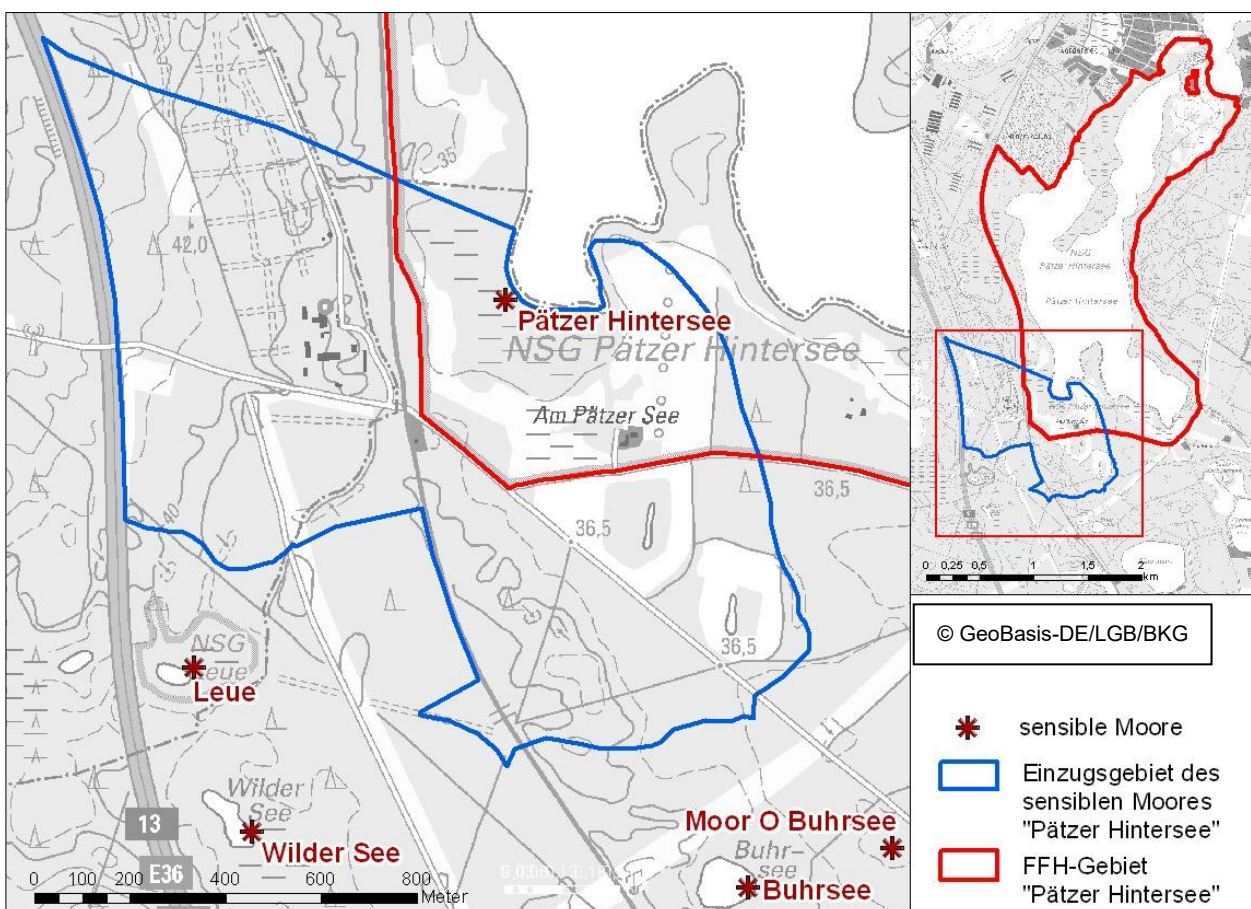 35
42,0
Pätzer Hintersee
NSG Pätzer Hintersee
Am Pätzer See
36,5
40
36,5
36,5
NSG
Leue
Leue
Wilder
See
Wilder See
13
E36
Moor O Buhrsee
Buhr-
see
Buhrsee
0 100 200 400 600 800
Meter
NSG
Pätzer Hintersee
Pätzer Hintersee
0 0,25 0,5 1 1,5 2
km
© GeoBasis-DE/LGB/BKG
sensible Moore
Einzugsgebiet des
sensiblen Moores
"Pätzer Hintersee"
FFH-Gebiet
"Pätzer Hintersee"